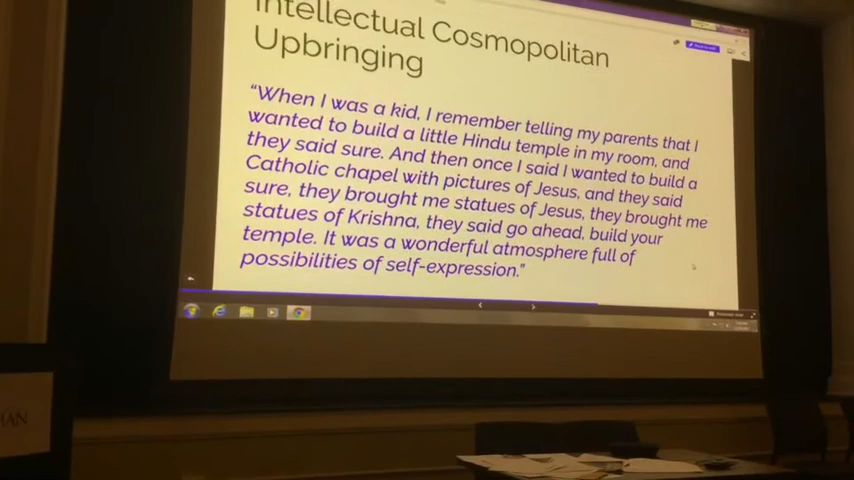 Intellectual Cosmopolitan
Upbringing
“When I was a kid, I remember telling my parents that I
wanted to build a little Hindu temple in my room, and
they said sure. And then once I said I wanted to build a
Catholic chapel with pictures of Jesus, and they said
sure, they brought me statues of Jesus, they brought me
statues of Krishna, they said go ahead, build your
temple. It was a wonderful atmosphere full of
possibilities of self-expression.”
HAN